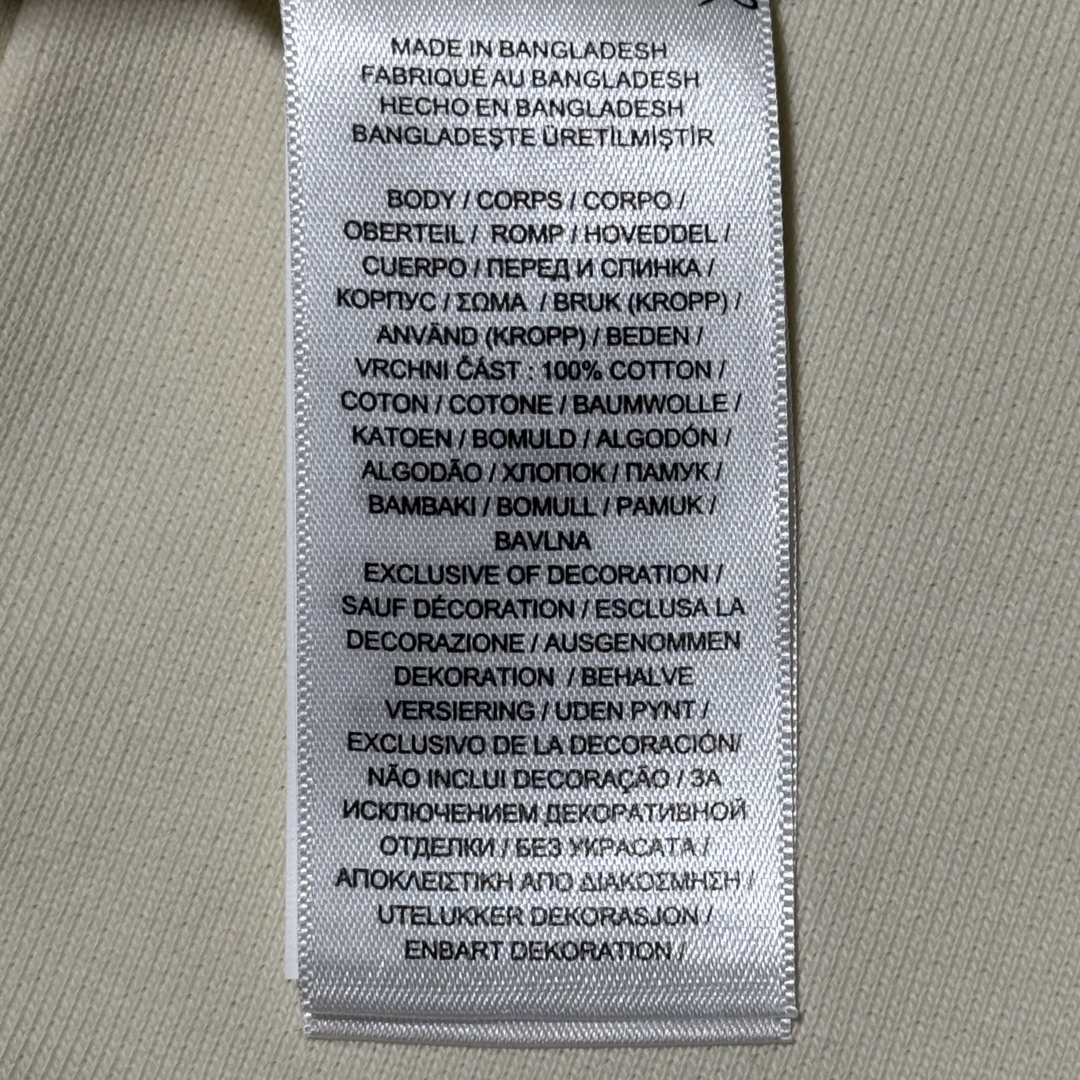 MADE IN BANGLADESH
FABRIQUÉ AU BANGLADESH
HECHO EN BANGLADESH
BANGLADEŞTE ÜRETİLMİŞTİR
BODY / CORPS / CORPO /
OBERTEIL / ROMP / HOVEDDEL /
CUERPO / ПЕРЕД И СПИНКА /
КОРПУС / ΣΩΜΑ / BRUK (KROPP) /
ANVÄND (KROPP) / BEDEN /
VRCHNI ČÁST : 100% COTTON /
COTON / COTONE / BAUMWOLLE /
KATOEN / BOMULD / ALGODÓN /
ALGODÃO / ХЛОПОК / ПАМУК /
BAMBAKI / BOMULL / PAMUK /
BAVLNA
EXCLUSIVE OF DECORATION /
SAUF DÉCORATION / ESCLUSA LA
DECORAZIONE / AUSGENOMMEN
DEKORATION / BEHALVE
VERSIERING / UDEN PYNT /
EXCLUSIVO DE LA DECORACIÓN/
NÃO INCLUI DECORAÇÃO / ЗА
ИСКЛЮЧЕНИЕМ ДЕКОРАТИВНОЙ
ОТДЕЛКИ / БЕЗ УКРАСАТА /
ΑΠΟΚΛΕΙΣΤΙΚΗ ΑΠΟ ΔΙΑΚΟΣΜΗΣΗ /
UTELUKKER DEKORASJON /
ENBART DEKORATION /